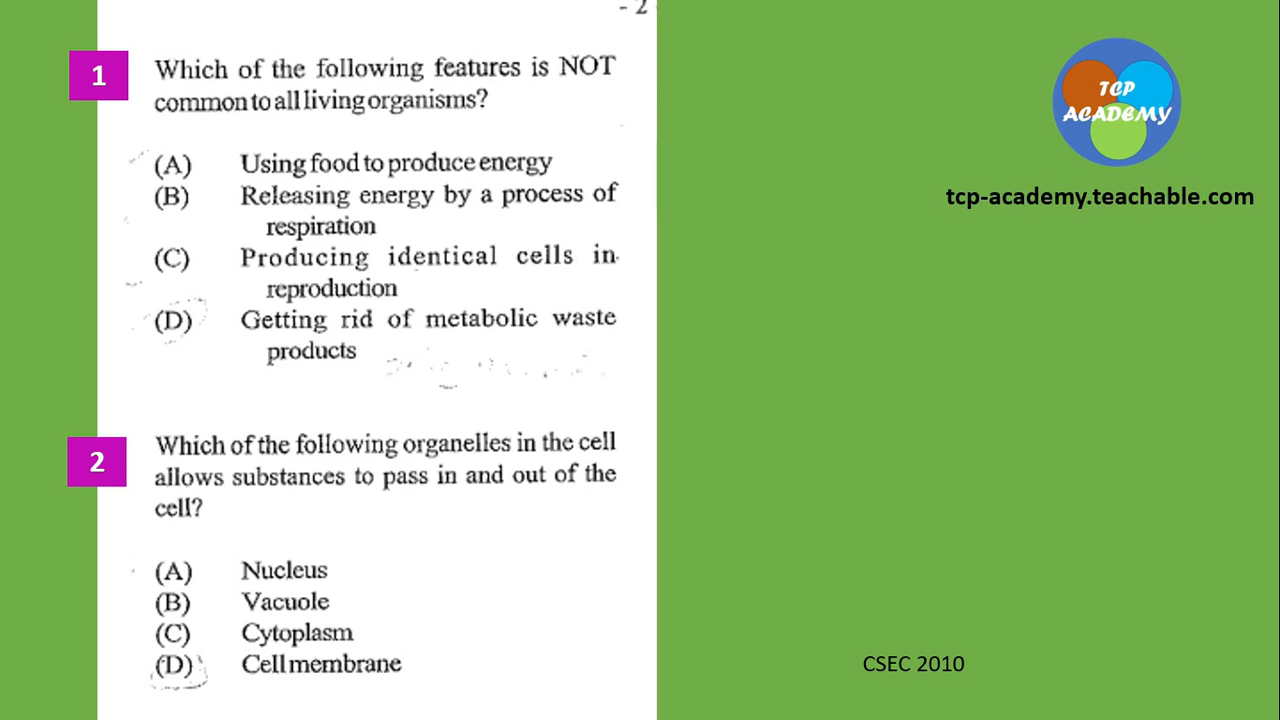 - 2
1
Which of the following features is NOT
common to all living organisms?
(A) Using food to produce energy
(B) Releasing energy by a process of
respiration
(C) Producing identical cells in
reproduction
(D) Getting rid of metabolic waste
products
2
Which of the following organelles in the cell
allows substances to pass in and out of the
cell?
(A) Nucleus
(B) Vacuole
(C) Cytoplasm
(D) Cell membrane
TCP
ACADEMY
tcp-academy.teachable.com
CSEC 2010